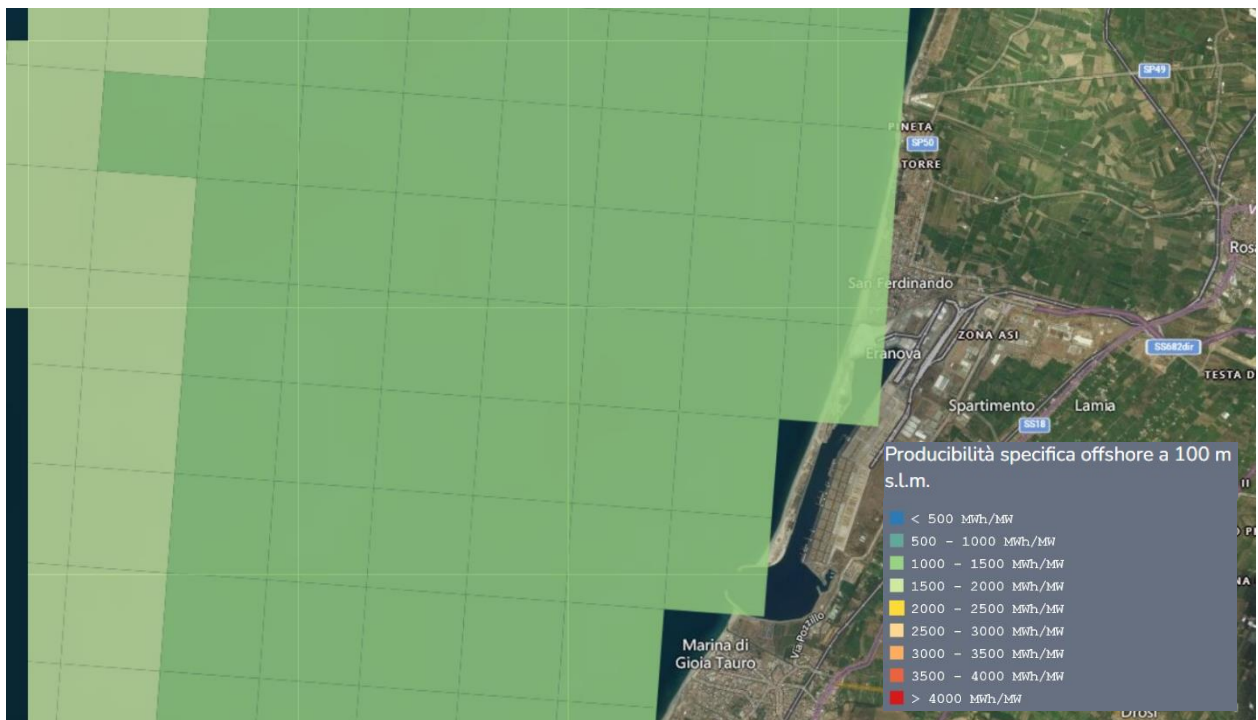 SP49
PINETA
SP50
TORRE
San Ferdinando
ZONA ASI
Eranova
SS682dir
Spartimento
Lamia
SS18
Producibilità specifica offshore a 100 m
s.l.m.
< 500 MWh/MW
500 - 1000 MWh/MW
1000 - 1500 MWh/MW
1500 - 2000 MWh/MW
2000 - 2500 MWh/MW
2500 - 3000 MWh/MW
3000 - 3500 MWh/MW
3500 - 4000 MWh/MW
> 4000 MWh/MW
Via Pozzillo
Marina di
Gioia Tauro
Drosi